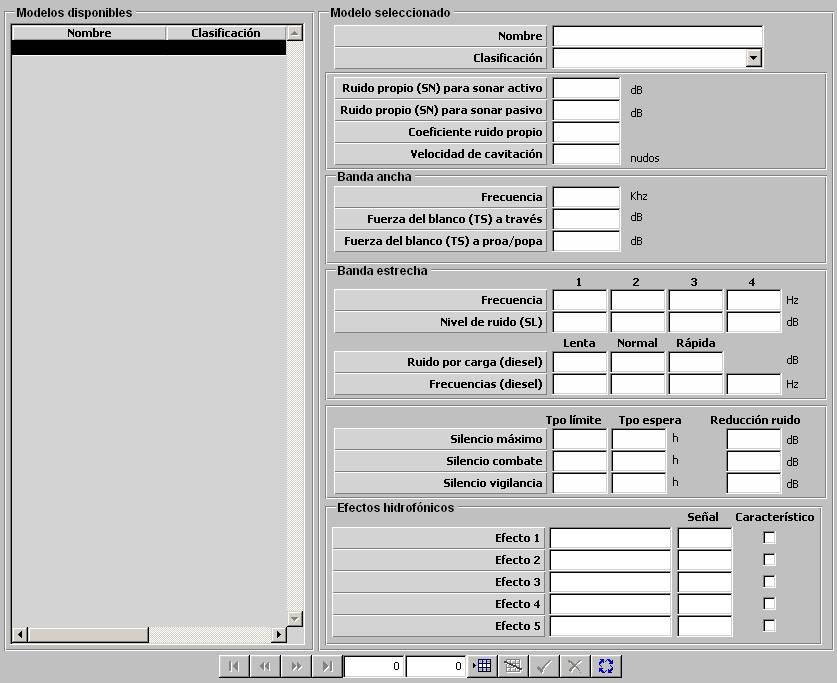 Modelos disponibles
Nombre Clasificación
Modelo seleccionado
Nombre
Clasificación
Ruido propio (SN) para sonar activo dB
Ruido propio (SN) para sonar pasivo dB
Coeficiente ruido propio
Velocidad de cavitación nudos
Banda ancha
Frecuencia Khz
Fuerza del blanco (TS) a través dB
Fuerza del blanco (TS) a proa/popa dB
Banda estrecha
1 2 3 4
Frecuencia Hz
Nivel de ruido (SL) dB
Lenta Normal Rápida
Ruido por carga (diesel) dB
Frecuencias (diesel) Hz
Tpo límite Tpo espera Reducción ruido
Silencio máximo h dB
Silencio combate h dB
Silencio vigilancia h dB
Efectos hidrofónicos
Señal Característico
Efecto 1
Efecto 2
Efecto 3
Efecto 4
Efecto 5
0 0